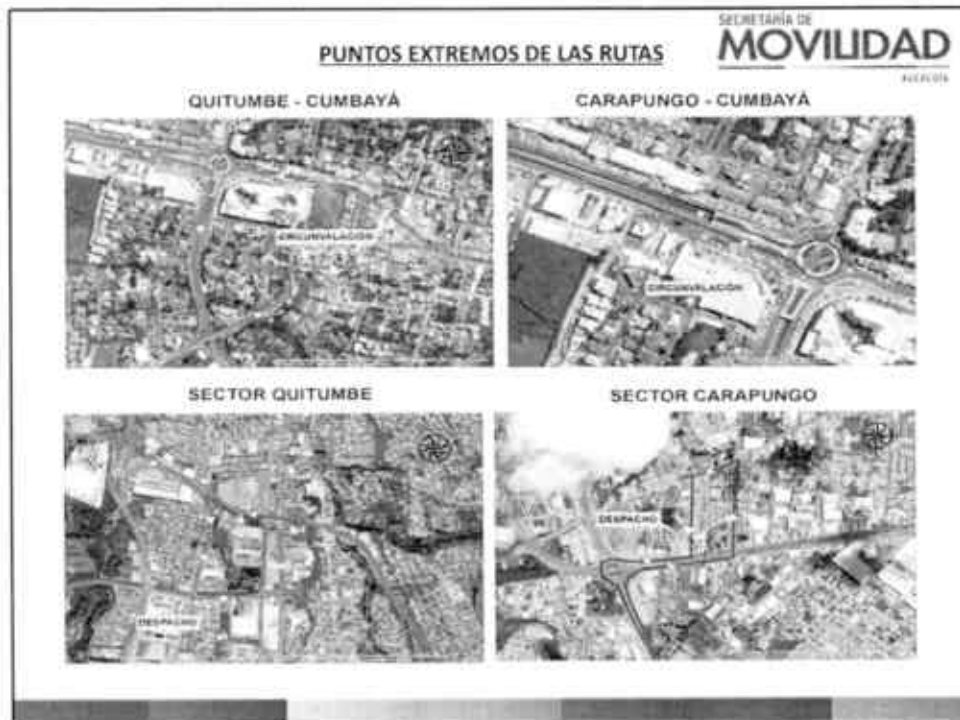 SECRETARÍA DE
MOVILIDAD
ALCALDÍA
PUNTOS EXTREMOS DE LAS RUTAS
QUITUMBE - CUMBAYÁ
CARAPUNGO - CUMBAYÁ
CIRCUNVALACIÓN
CIRCUNVALACIÓN
SECTOR QUITUMBE
SECTOR CARAPUNGO
DESPACHO
DESPACHO